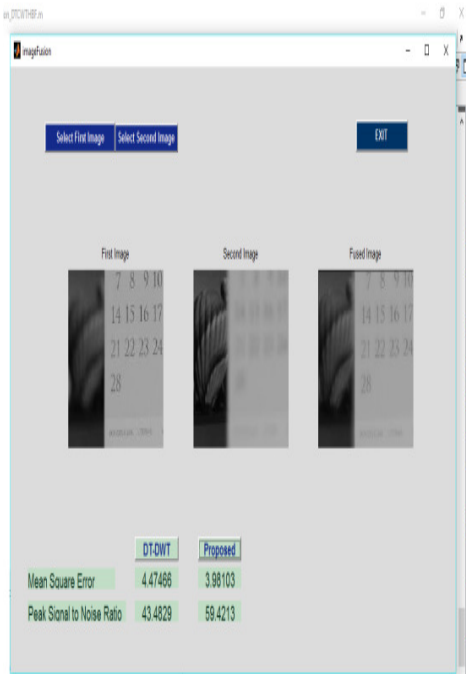 imageFusion
Select First Image Select Second Image EXIT
First Image Second Image Fused Image
7 8 9 10 7 8 9 10
14 15 16 17 14 15 16 17
21 22 23 24 21 22 23 24
28 28
DT-DWT Proposed
Mean Square Error 4.47466 3.98103
Peak Signal to Noise Ratio 43.4829 59.4213